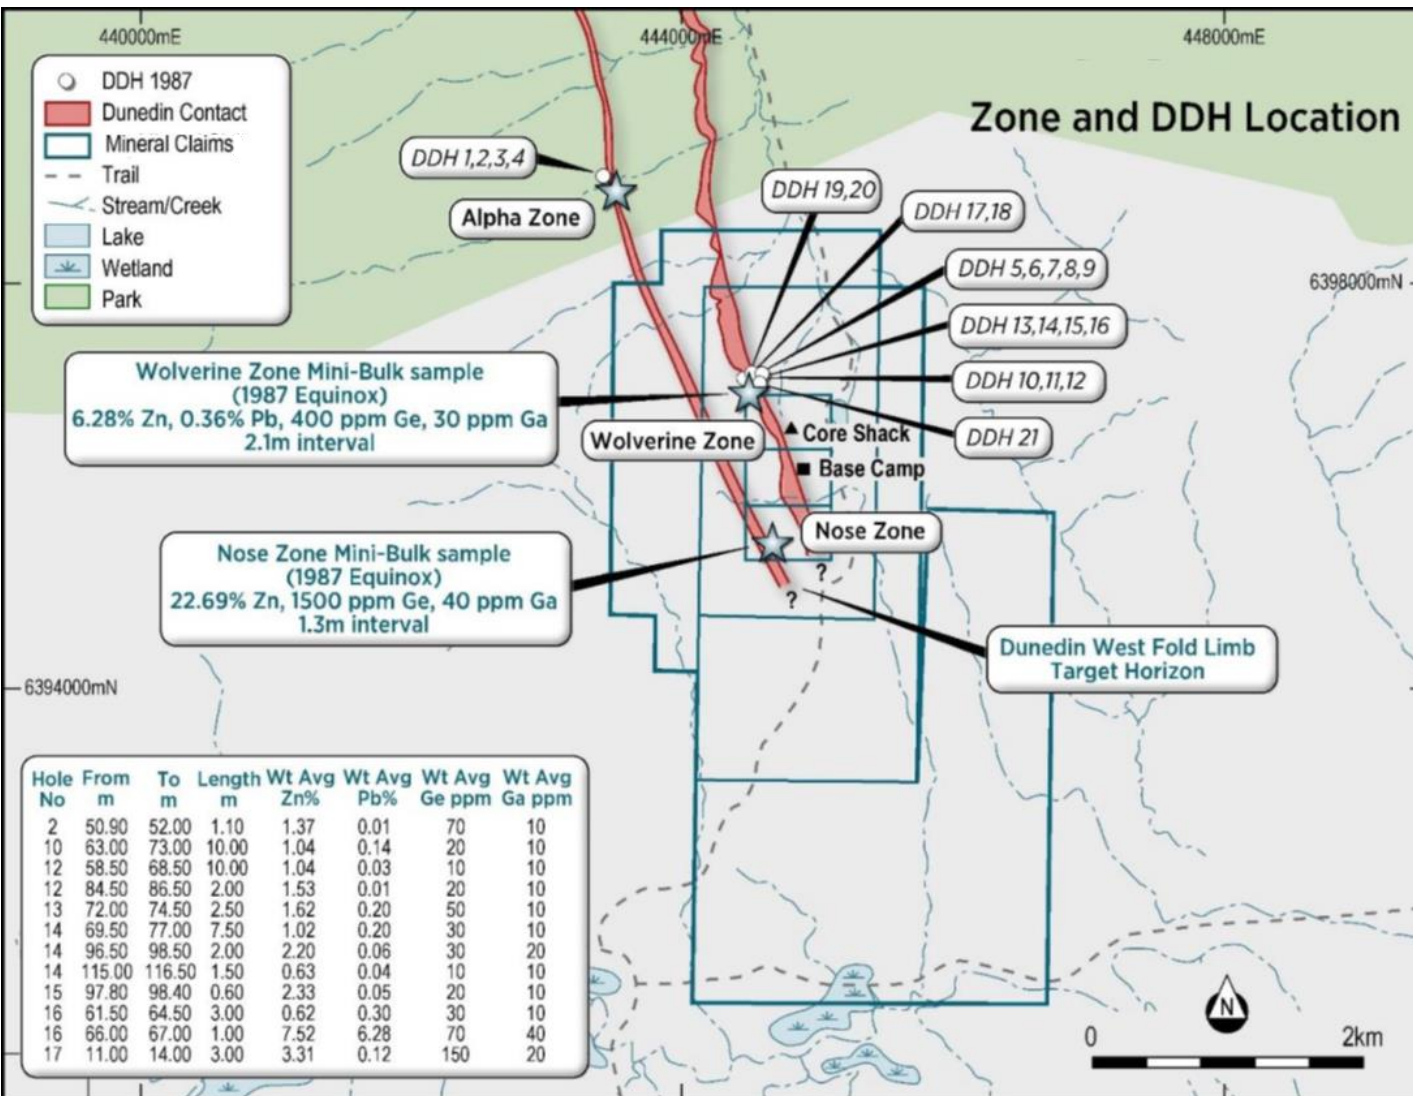 440000mE
444000mE
448000mE
Zone and DDH Location
DDH 1987
Dunedin Contact
Mineral Claims
Trail
Stream/Creek
Lake
Wetland
Park
DDH 1,2,3,4
Alpha Zone
DDH 19,20
DDH 17,18
DDH 5,6,7,8,9
6398000mN
DDH 13,14,15,16
DDH 10,11,12
DDH 21
Wolverine Zone Mini-Bulk sample
(1987 Equinox)
6.28% Zn, 0.36% Pb, 400 ppm Ge, 30 ppm Ga
2.1m interval
Wolverine Zone
Core Shack
Base Camp
Nose Zone
Nose Zone Mini-Bulk sample
(1987 Equinox)
22.69% Zn, 1500 ppm Ge, 40 ppm Ga
1.3m interval
?
?
Dunedin West Fold Limb
Target Horizon
6394000mN
Hole From To Length Wt Avg Wt Avg Wt Avg Wt Avg
No m m m Zn% Pb% Ge ppm Ga ppm
2 50.90 52.00 1.10 1.37 0.01 70 10
10 63.00 73.00 10.00 1.04 0.14 20 10
12 58.50 68.50 10.00 1.04 0.03 10 10
12 84.50 86.50 2.00 1.53 0.01 20 10
13 72.00 74.50 2.50 1.62 0.20 50 10
14 69.50 77.00 7.50 1.02 0.20 30 10
14 96.50 98.50 2.00 2.20 0.06 30 20
14 115.00 116.50 1.50 0.63 0.04 10 10
15 97.80 98.40 0.60 2.33 0.05 20 10
16 61.50 64.50 3.00 0.62 0.30 30 10
16 66.00 67.00 1.00 7.52 6.28 70 40
17 11.00 14.00 3.00 3.31 0.12 150 20
N
0 2km